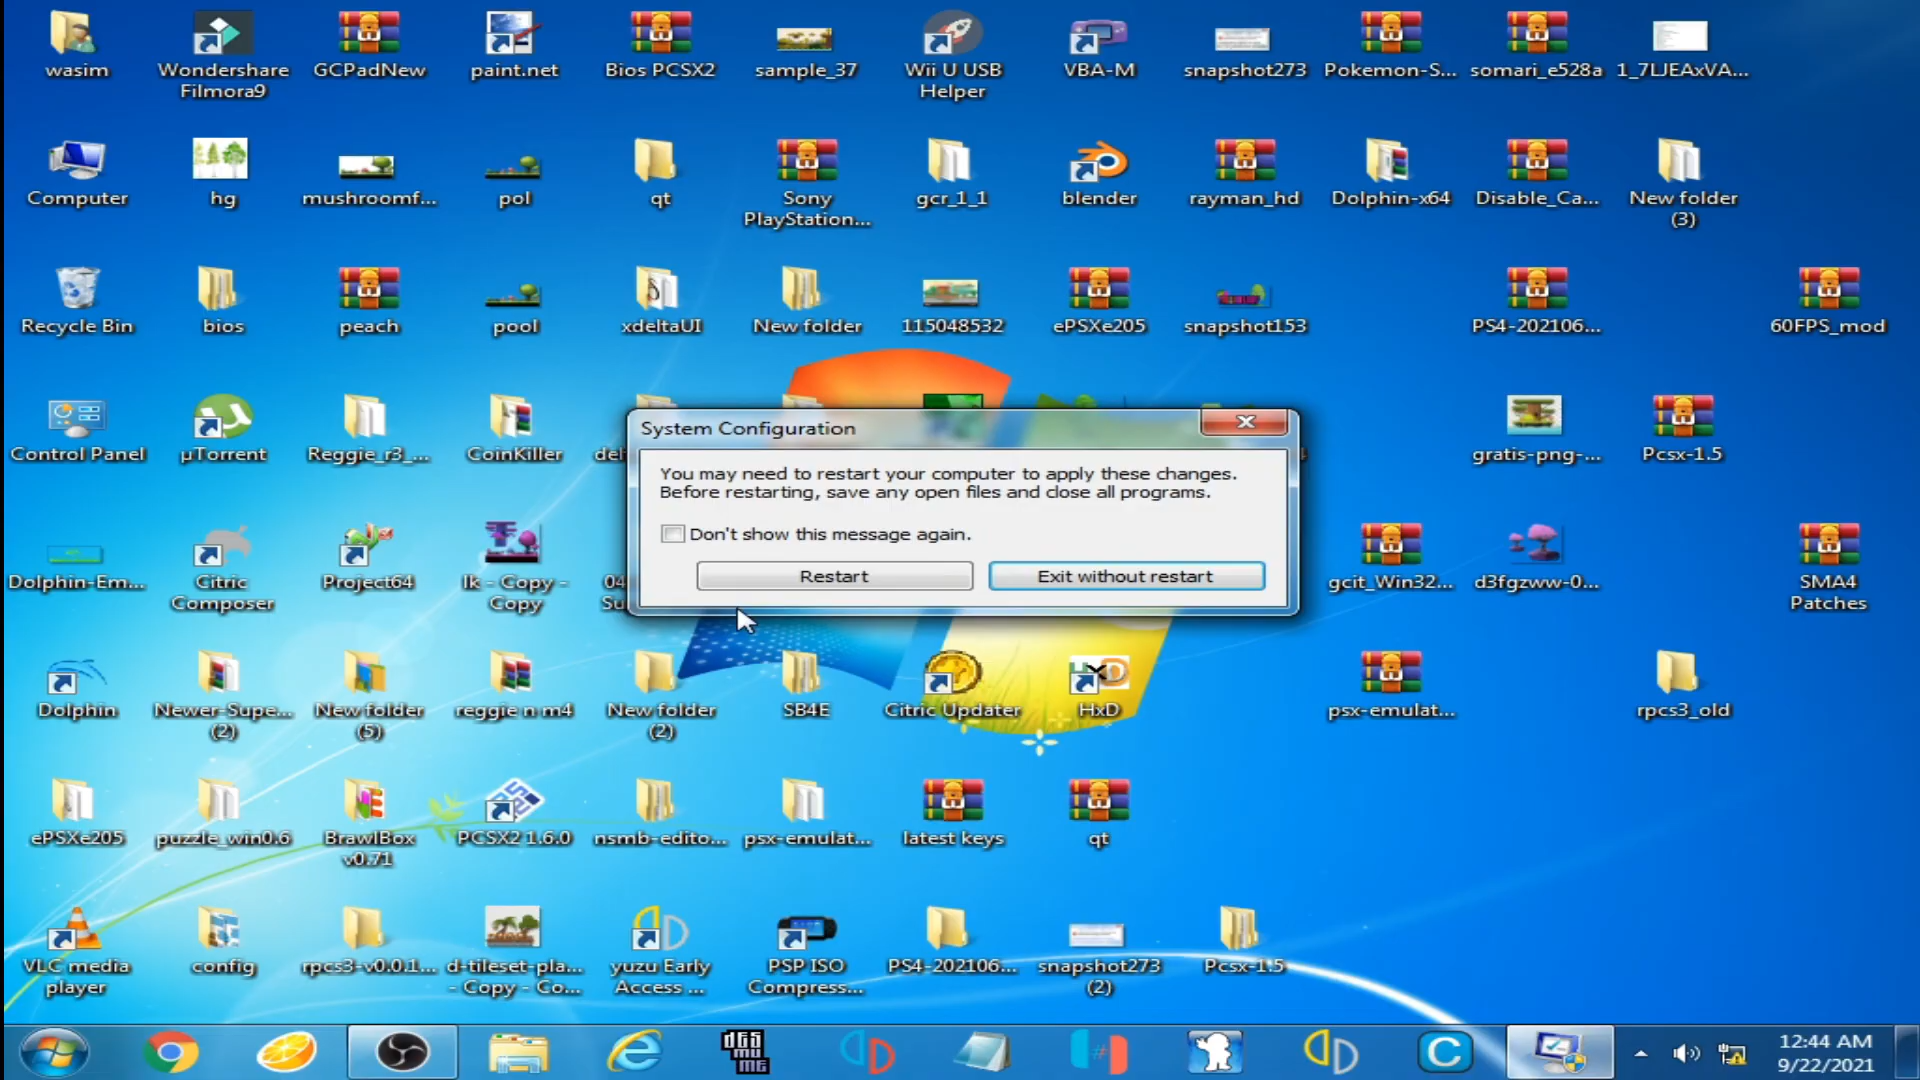 wasim
Wondershare
Filmora9
GCPadNew
paint.net
Bios PCSX2
sample_37
Wii U USB
Helper
VBA-M
snapshot273
Pokemon-S...
somari_e528a
1_7LJEAxVA...
Computer
hg
mushroomf...
pol
qt
Sony
PlayStation...
gcr_1_1
blender
rayman_hd
Dolphin-x64
Disable_Ca...
New folder
(3)
Recycle Bin
bios
peach
pool
xdeltaUI
New folder
115048532
ePSXe205
snapshot153
PS4-202106...
60FPS_mod
Control Panel
µTorrent
Reggie_r3_...
CoinKiller
gratis-png-...
Pcsx-1.5
System Configuration
You may need to restart your computer to apply these changes.
Before restarting, save any open files and close all programs.
Don't show this message again.
Restart
Exit without restart
Dolphin-Em...
Citric
Composer
Project64
lk - Copy -
Copy
04
Su
gcit_Win32...
d3fgzww-0...
SMA4
Patches
Dolphin
Newer-Supe...
(2)
New folder
(5)
reggie n m4
New folder
(2)
SB4E
Citric Updater
HxD
psx-emulat...
rpcs3_old
ePSXe205
puzzle_win0.6
BrawlBox
v0.71
PCSX2 1.6.0
nsmb-edito...
psx-emulat...
latest keys
qt
VLC media
player
config
rpcs3-v0.0.1...
d-tileset-pla...
- Copy - Co...
yuzu Early
Access ...
PSP ISO
Compress...
PS4-202106...
snapshot273
(2)
Pcsx-1.5
12:44 AM
9/22/2021